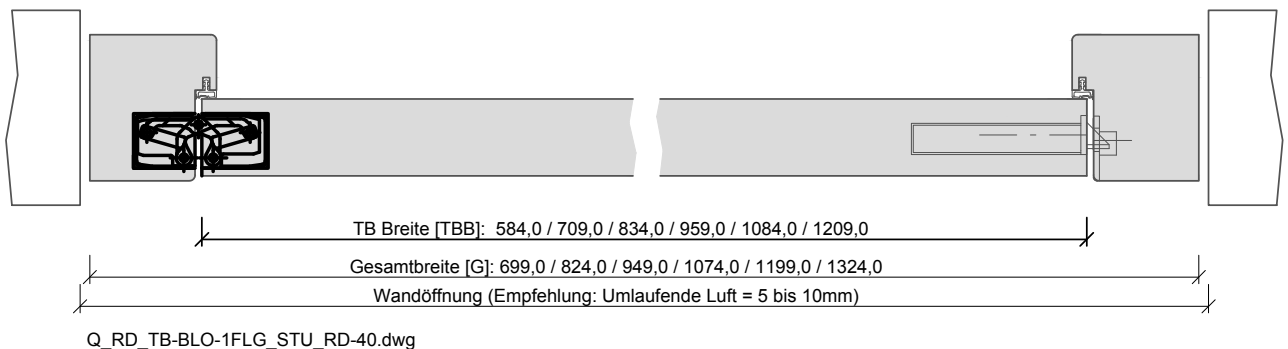 TB Breite [TBB]: 584,0 / 709,0 / 834,0 / 959,0 / 1084,0 / 1209,0
Gesamtbreite [G]: 699,0 / 824,0 / 949,0 / 1074,0 / 1199,0 / 1324,0
Wandöffnung (Empfehlung: Umlaufende Luft = 5 bis 10mm)
Q_RD_TB-BLO-1FLG_STU_RD-40.dwg